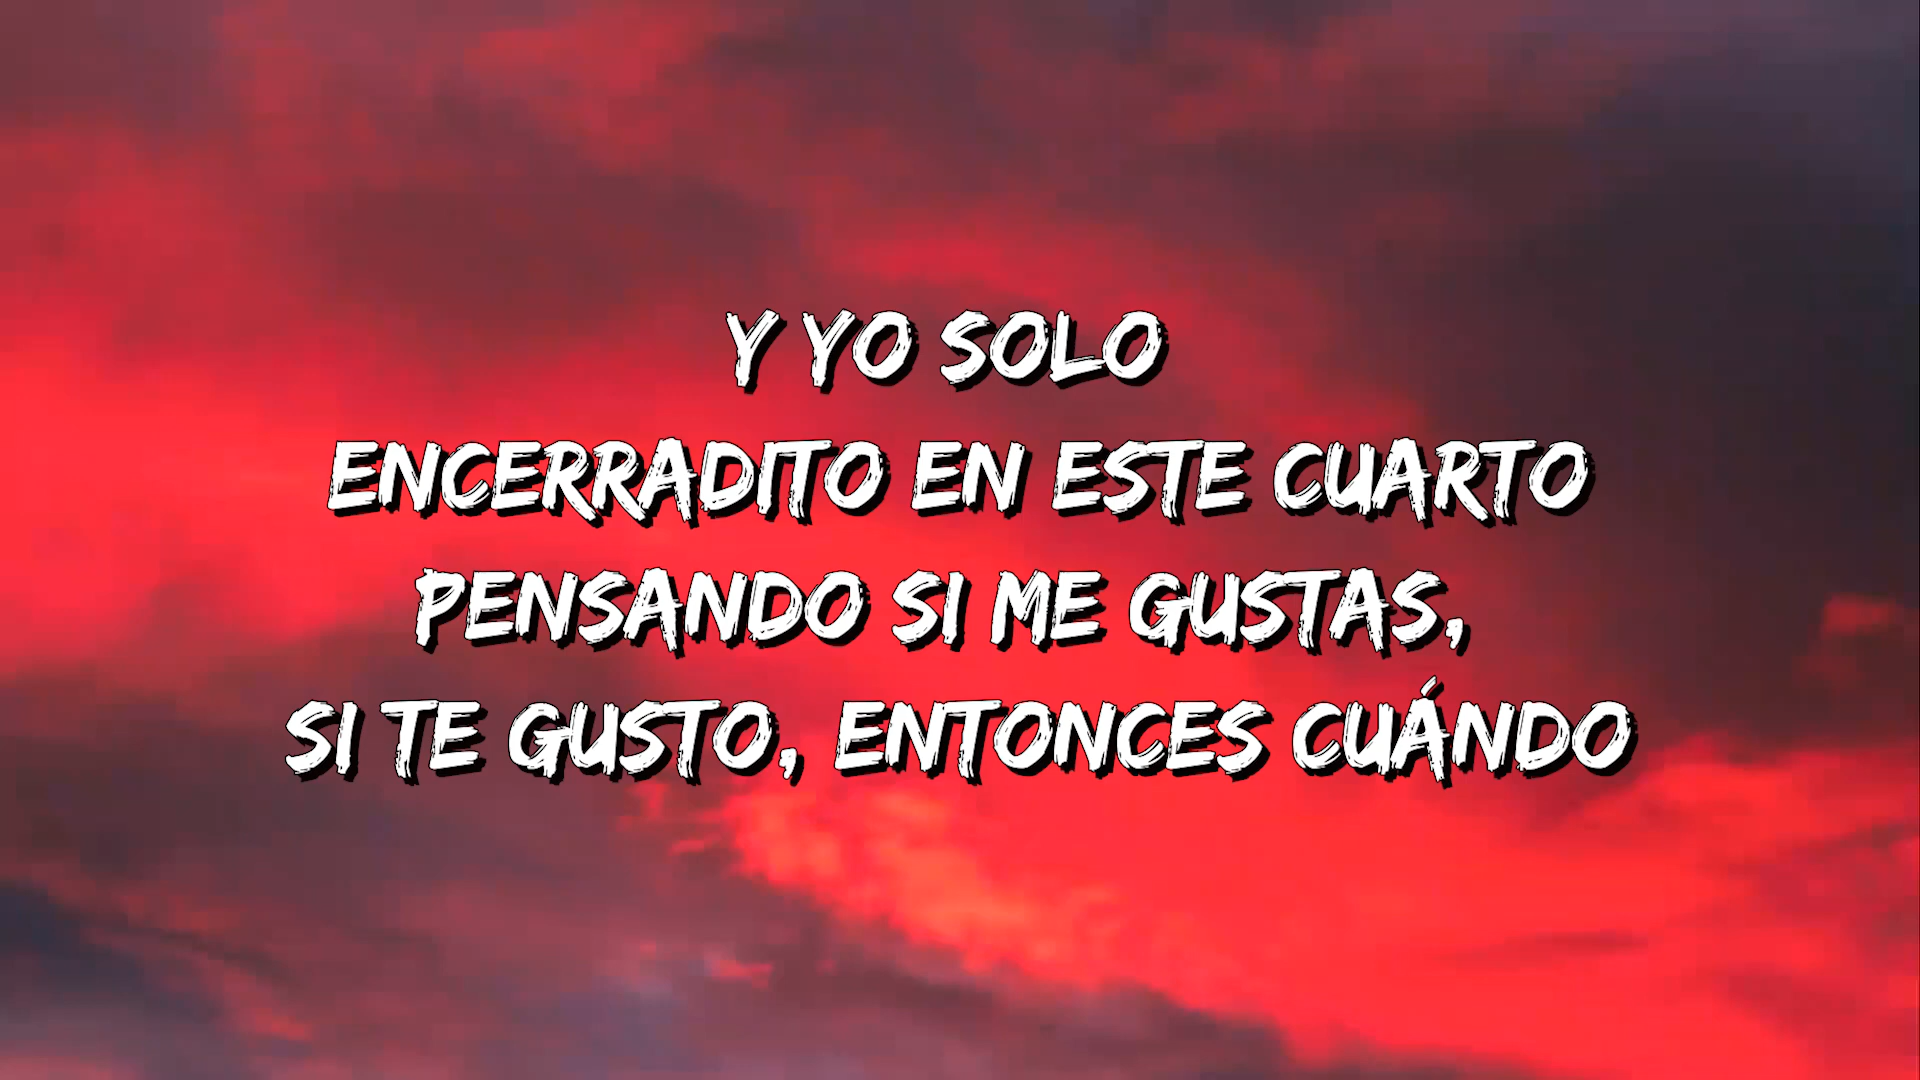 Y YO SOLO
ENCERRADITO EN ESTE CUARTO
PENSANDO SI ME GUSTAS,
SI TE GUSTO, ENTONCES CUÁNDO